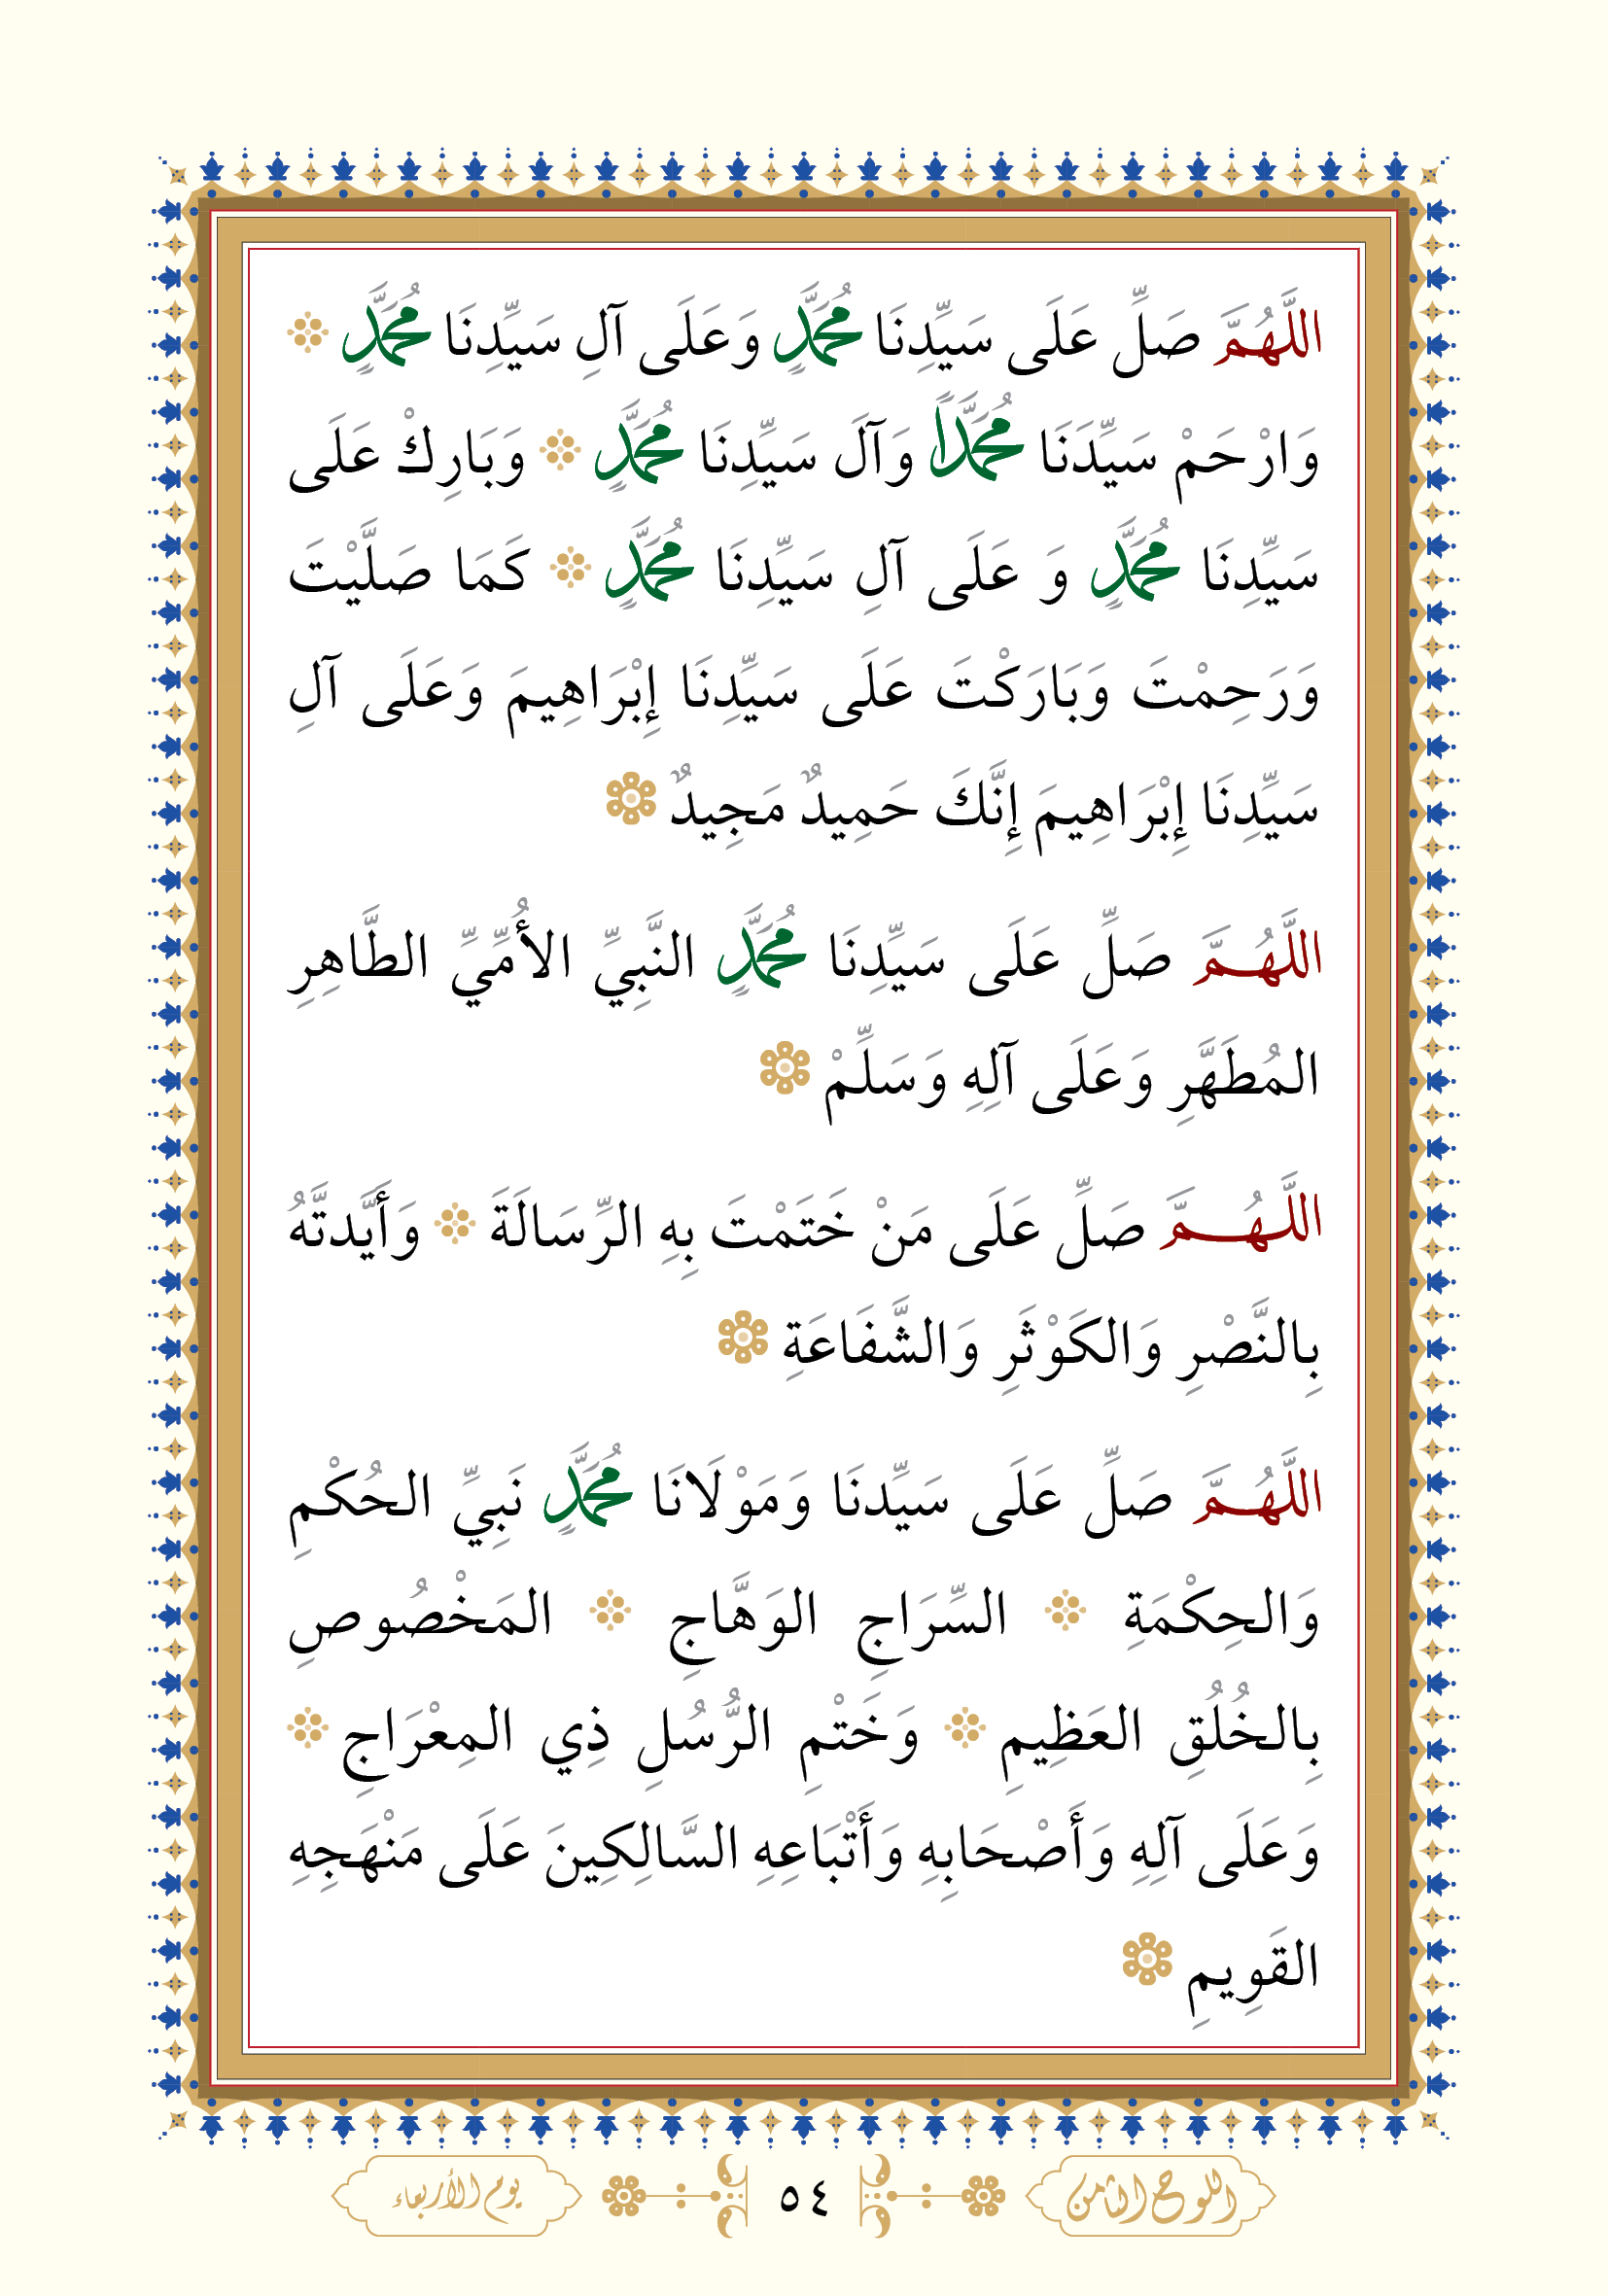 اللَّهُمَّ صَلِّ عَلَى سَيِّدِنَا مُحَمَّدٍ وَعَلَى آلِ سَيِّدِنَا مُحَمَّدٍ
وَارْحَمْ سَيِّدَنَا مُحَمَّداً وَآلَ سَيِّدِنَا مُحَمَّدٍ وَبَارِكْ عَلَى
سَيِّدِنَا مُحَمَّدٍ وَ عَلَى آلِ سَيِّدِنَا مُحَمَّدٍ كَمَا صَلَّيْتَ
وَرَحِمْتَ وَبَارَكْتَ عَلَى سَيِّدِنَا إِبْرَاهِيمَ وَعَلَى آلِ
سَيِّدِنَا إِبْرَاهِيمَ إِنَّكَ حَمِيدٌ مَجِيدٌ
اللَّهُمَّ صَلِّ عَلَى سَيِّدِنَا مُحَمَّدٍ النَّبِيِّ الأُمِّيِّ الطَّاهِرِ
المُطَهَّرِ وَعَلَى آلِهِ وَسَلِّمْ
اللَّهُمَّ صَلِّ عَلَى مَنْ خَتَمْتَ بِهِ الرِّسَالَةَ وَأَيَّدتَّهُ
بِالنَّصْرِ وَالكَوْثَرِ وَالشَّفَاعَةِ
اللَّهُمَّ صَلِّ عَلَى سَيِّدِنَا وَمَوْلَانَا مُحَمَّدٍ نَبِيِّ الحُكْمِ
وَالحِكْمَةِ السِّرَاجِ الوَهَّاجِ المَخْصُوصِ
بِالخُلُقِ العَظِيمِ وَخَتْمِ الرُّسُلِ ذِي المِعْرَاجِ
وَعَلَى آلِهِ وَأَصْحَابِهِ وَأَتْبَاعِهِ السَّالِكِينَ عَلَى مَنْهَجِهِ
القَوِيمِ
اللوح الثامن ٥٤ يوم الأربعاء